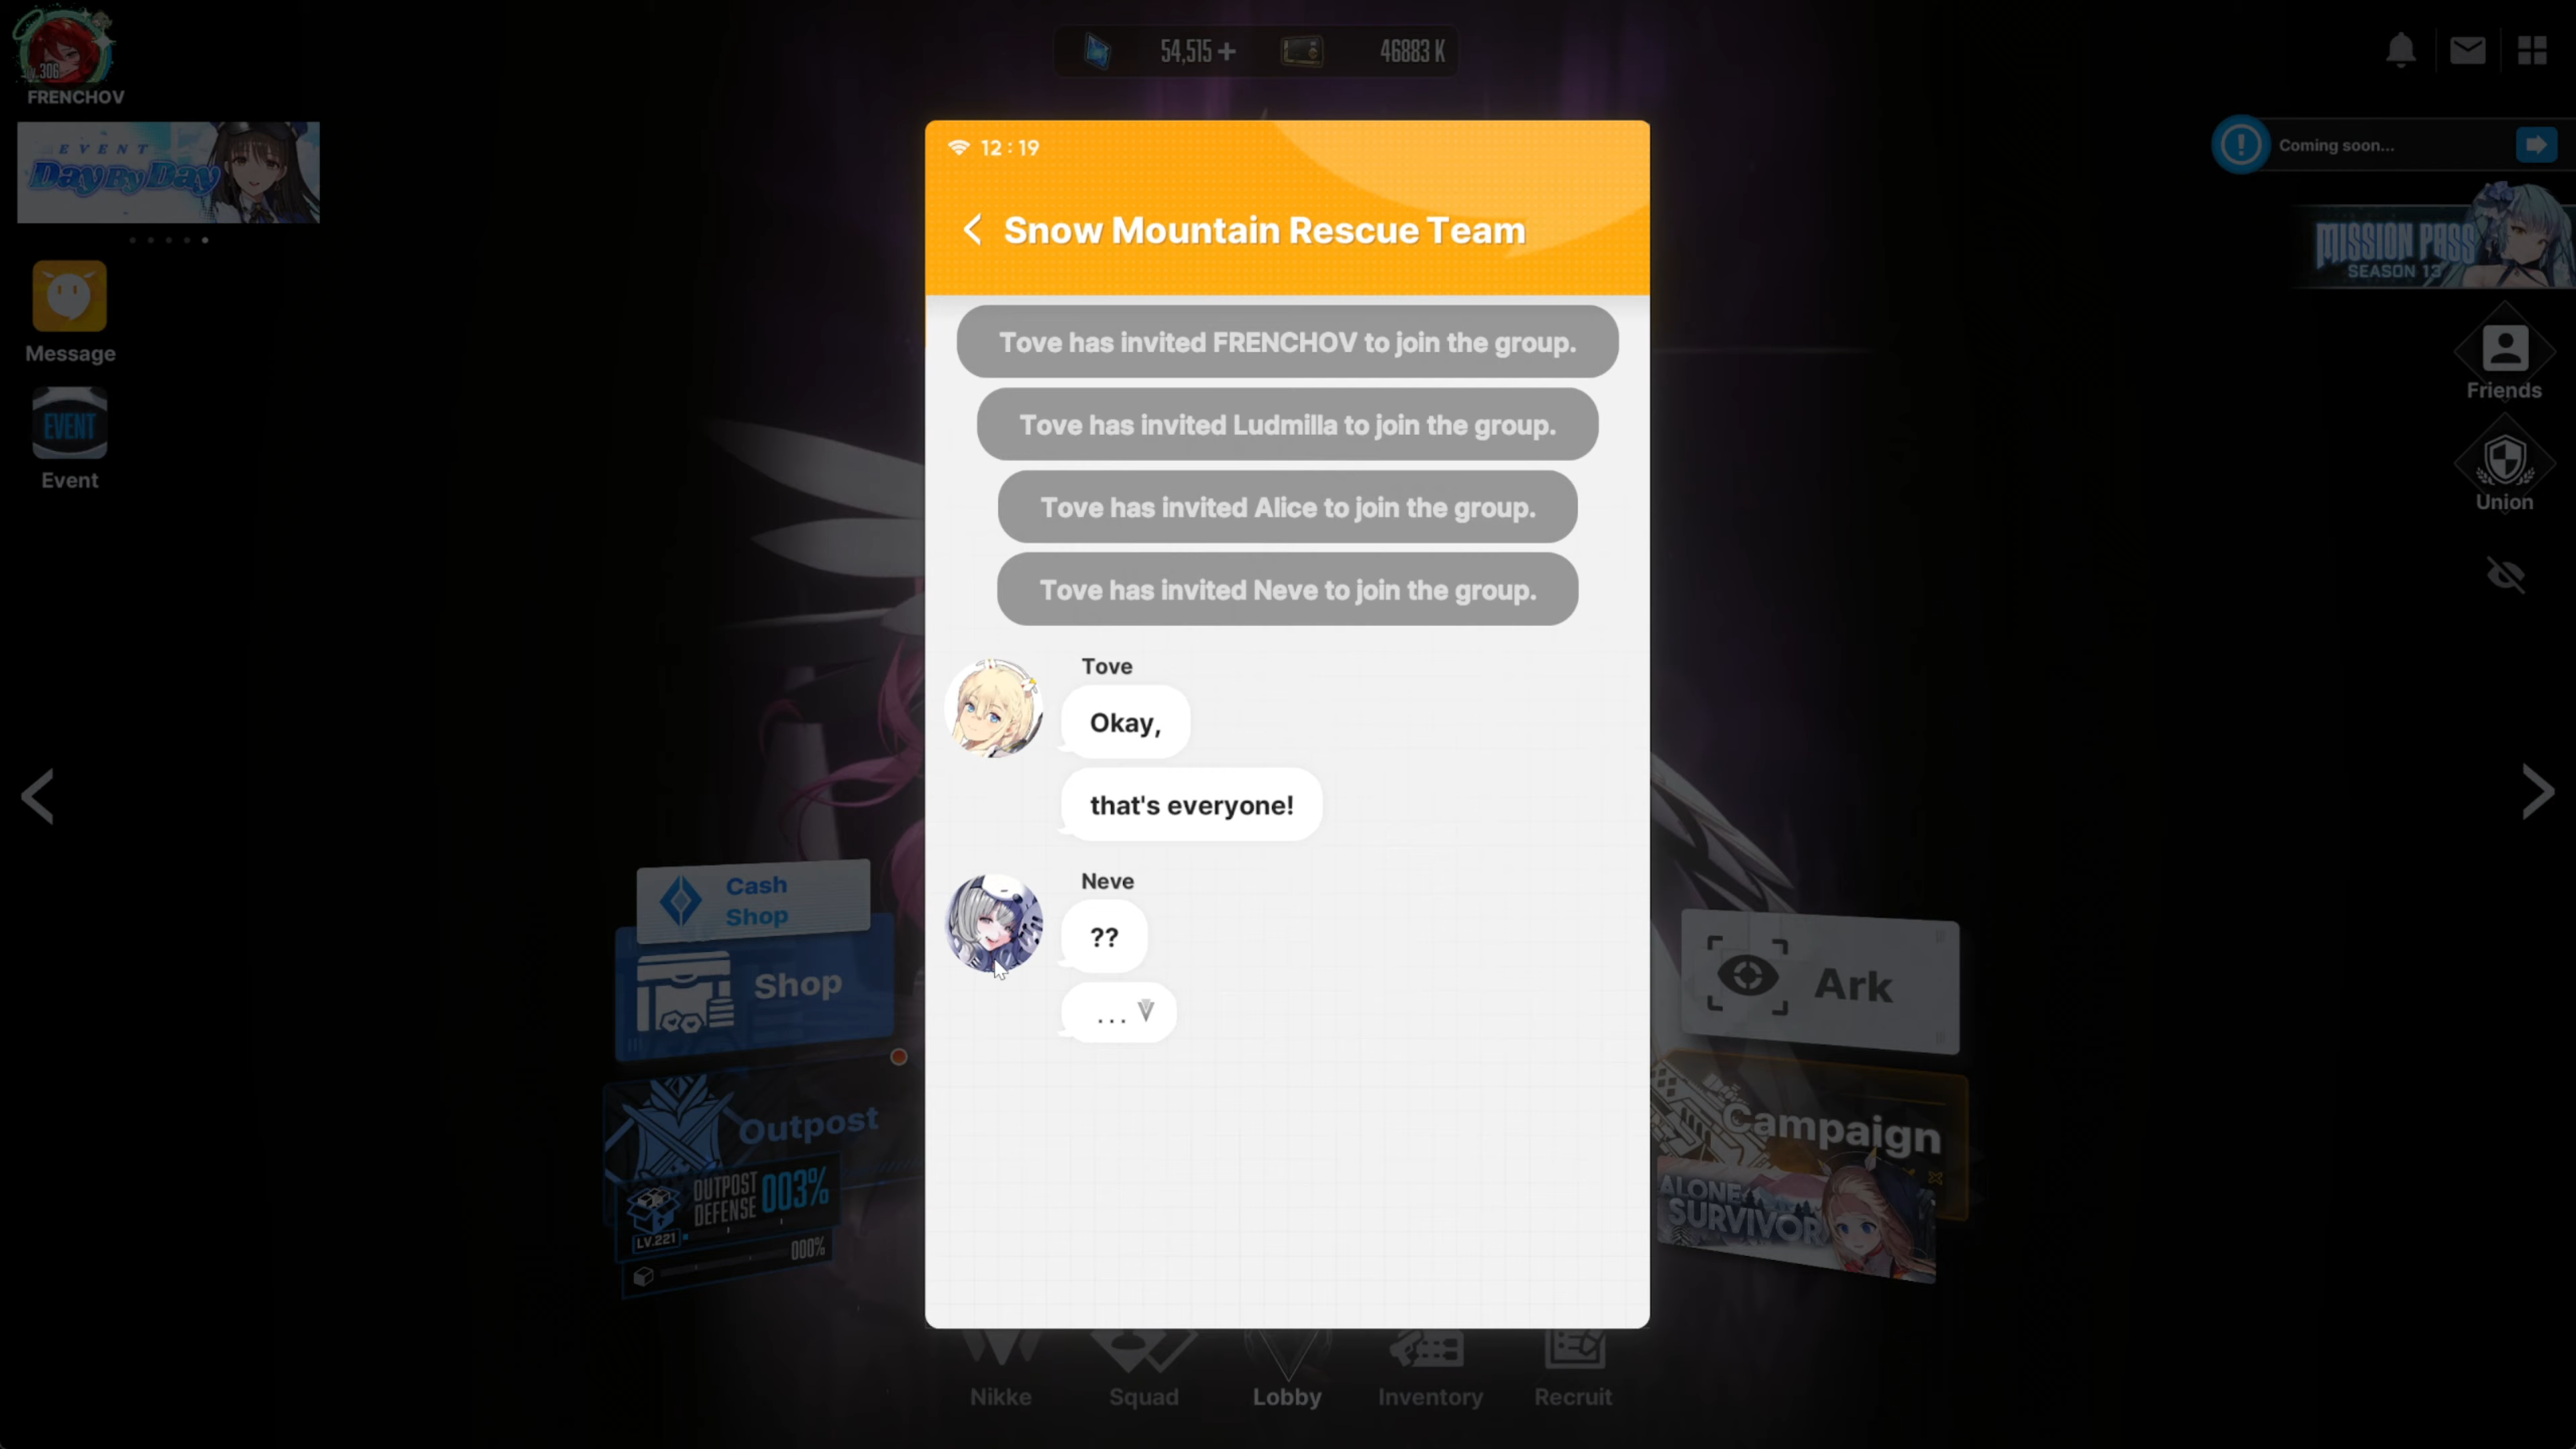 Lv.306
FRENCHOV
54,515 +
46883 K
EVENT
Day By Day
Message
EVENT
Event
Coming soon...
MISSION PASS
SEASON 13
Friends
Union
12 : 19
Snow Mountain Rescue Team
Tove has invited FRENCHOV to join the group.
Tove has invited Ludmilla to join the group.
Tove has invited Alice to join the group.
Tove has invited Neve to join the group.
Tove
Okay,
that's everyone!
Neve
??
...
Cash
Shop
Shop
Outpost
OUTPOST
DEFENSE 003%
LV.221
000%
Ark
Campaign
ALONE
SURVIVOR
Nikke
Squad
Lobby
Inventory
Recruit